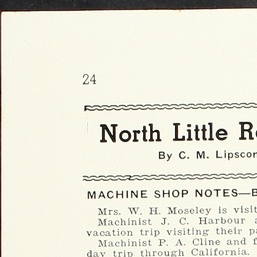 24
North Little R
By C. M. Lipscom
MACHINE SHOP NOTES—B
Mrs. W. H. Moseley is visit
Machinist J. C. Harbour a
vacation trip visiting their pa
Machinist P. A. Cline and f
day trip through California.